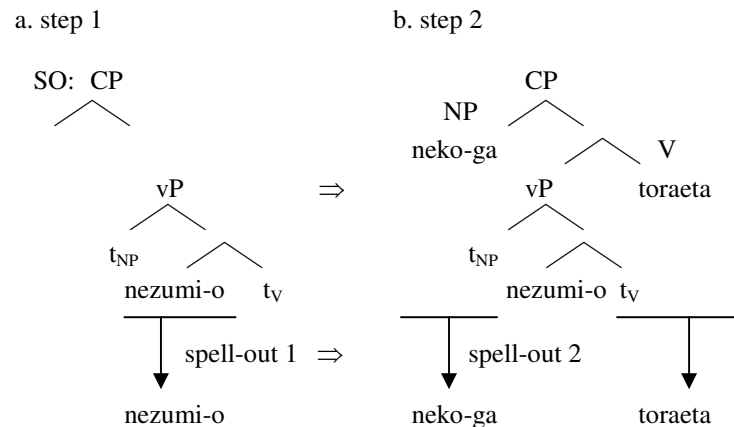 a. step 1 b. step 2
SO: CP CP
NP
neko-ga V
vP ⇒ vP toraeta
t_NP t_NP
nezumi-o t_V nezumi-o t_V
spell-out 1 ⇒ spell-out 2
nezumi-o neko-ga toraeta